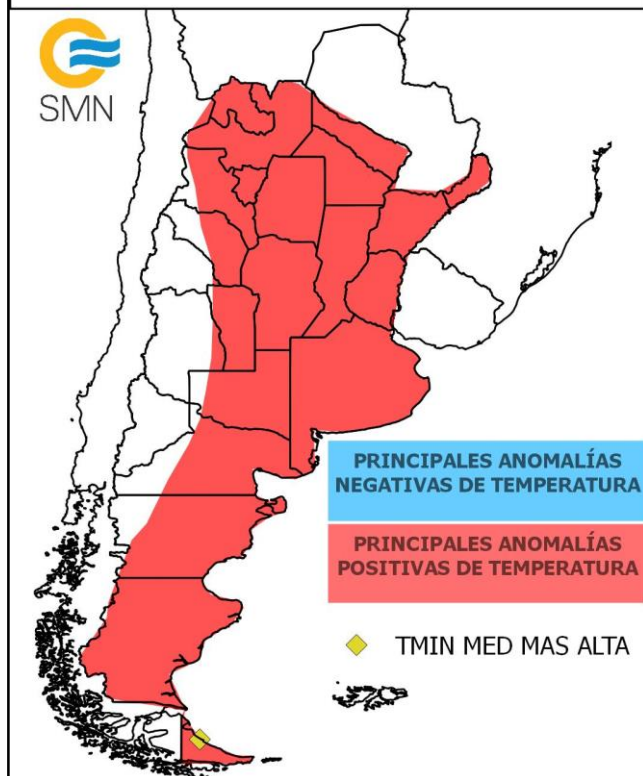 SMN
PRINCIPALES ANOMALÍAS
NEGATIVAS DE TEMPERATURA
PRINCIPALES ANOMALÍAS
POSITIVAS DE TEMPERATURA
TMIN MED MAS ALTA